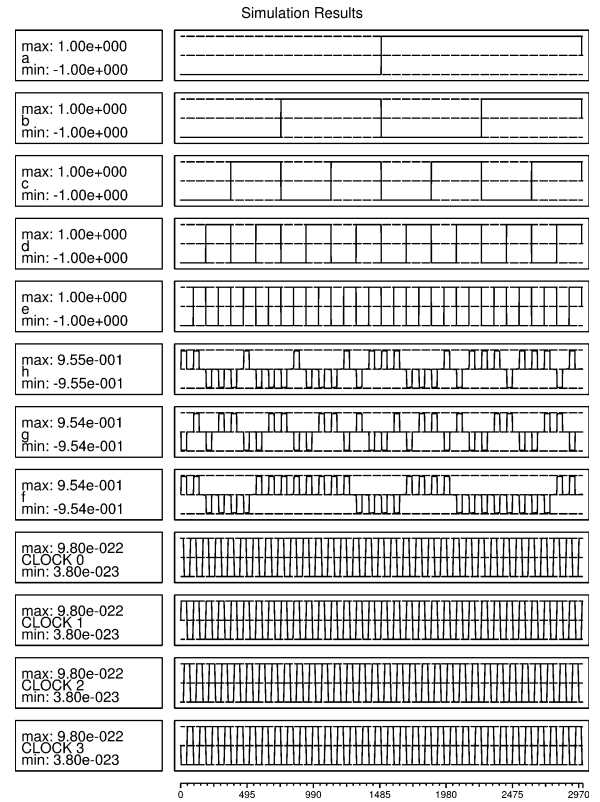 Simulation Results
max: 1.00e+000
a
min: -1.00e+000
max: 1.00e+000
b
min: -1.00e+000
max: 1.00e+000
c
min: -1.00e+000
max: 1.00e+000
d
min: -1.00e+000
max: 1.00e+000
e
min: -1.00e+000
max: 9.55e-001
h
min: -9.55e-001
max: 9.54e-001
g
min: -9.54e-001
max: 9.54e-001
f
min: -9.54e-001
max: 9.80e-022
CLOCK 0
min: 3.80e-023
max: 9.80e-022
CLOCK 1
min: 3.80e-023
max: 9.80e-022
CLOCK 2
min: 3.80e-023
max: 9.80e-022
CLOCK 3
min: 3.80e-023
0 495 990 1485 1980 2475 2970